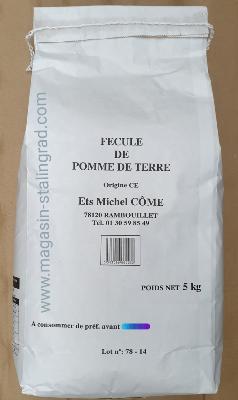 FECULE
DE
POMME DE TERRE
Origine CE
Ets Michel CÔME
78120 RAMBOUILLET
Tél. 01 30 59 85 49
POIDS NET 5 kg
A consommer de préf. avant
Lot n°: 78 - 14
www.magasin-stalingrad.com